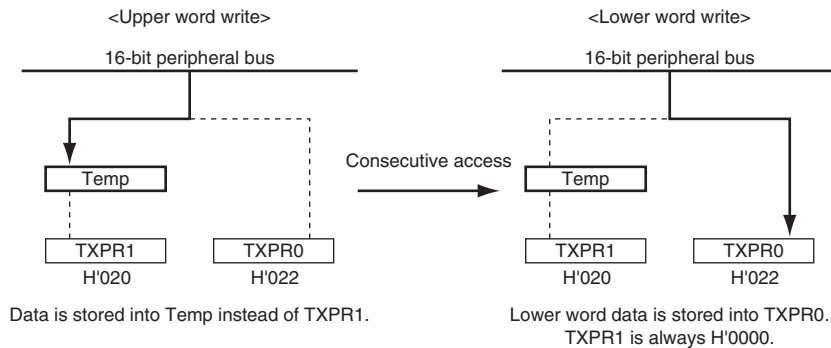 <Upper word write>
16-bit peripheral bus
Temp
TXPR1
TXPR0
H'020
H'022
Data is stored into Temp instead of TXPR1.
Consecutive access
<Lower word write>
16-bit peripheral bus
Temp
TXPR1
TXPR0
H'020
H'022
Lower word data is stored into TXPR0.
TXPR1 is always H'0000.